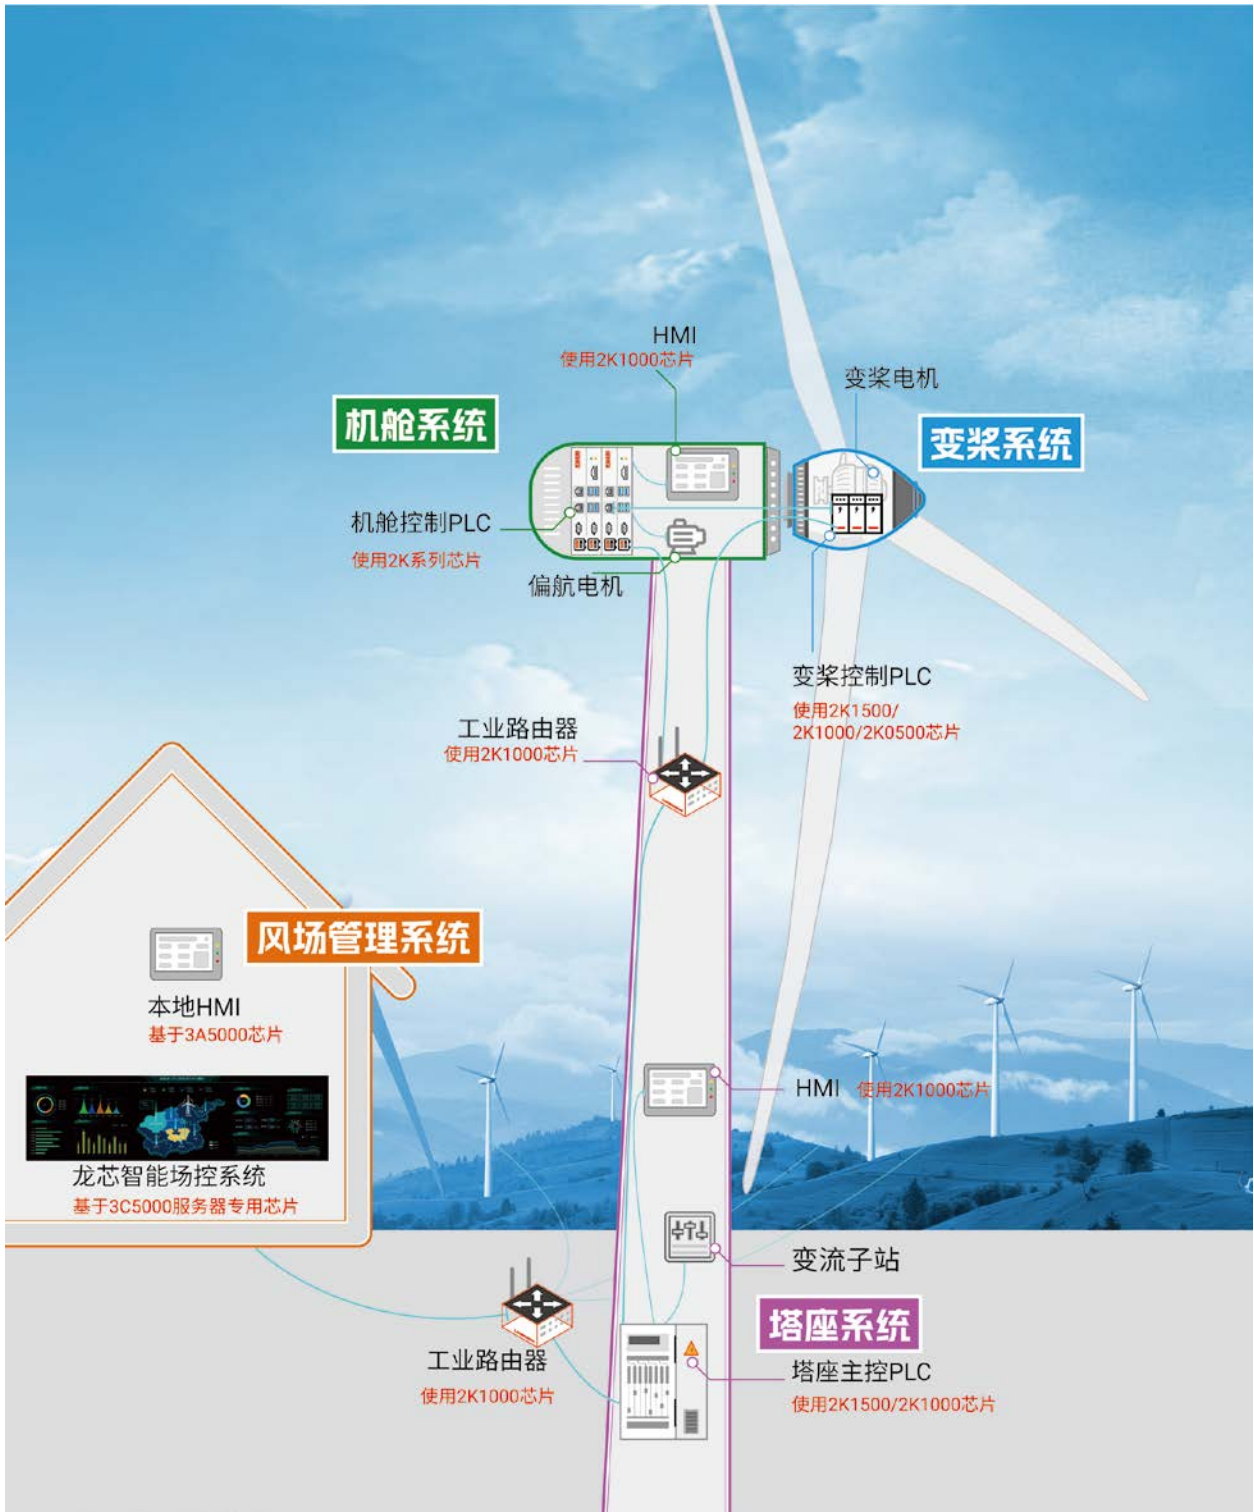 HMI
使用2K1000芯片
变桨电机
机舱系统
变桨系统
机舱控制PLC
使用2K系列芯片
偏航电机
变桨控制PLC
使用2K1500/
2K1000/2K0500芯片
工业路由器
使用2K1000芯片
风场管理系统
本地HMI
基于3A5000芯片
HMI 使用2K1000芯片
龙芯智能场控系统
基于3C5000服务器专用芯片
变流子站
塔座系统
工业路由器
使用2K1000芯片
塔座主控PLC
使用2K1500/2K1000芯片